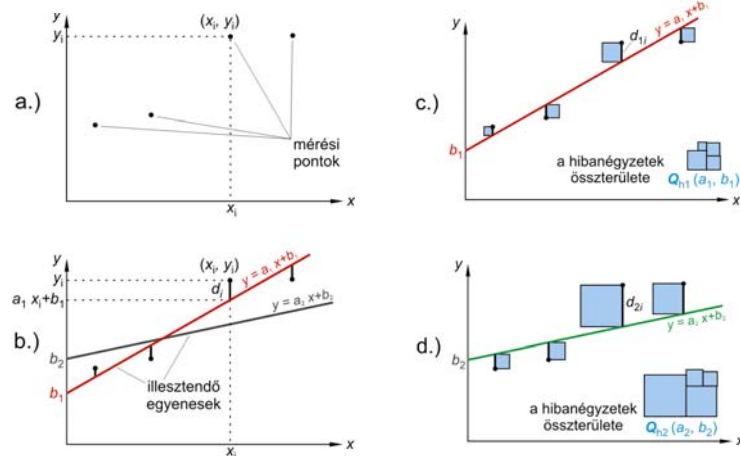 a.)
y
yᵢ
(xᵢ, yᵢ)
mérési
pontok
xᵢ
x
b.)
y
yᵢ
(xᵢ, yᵢ)
y = a₁ x+b₁
a₁ xᵢ+b₁
dᵢ
y = a₂ x+b₂
b₂
b₁
illesztendő
egyenesek
xᵢ
x
c.)
y
y = a₁ x+b₁
d₁ᵢ
b₁
a hibanégyzetek
összterülete
Qₕ₁ (a₁, b₁)
x
d.)
y
d₂ᵢ
y = a₂ x+b₂
b₂
a hibanégyzetek
összterülete
Qₕ₂ (a₂, b₂)
x